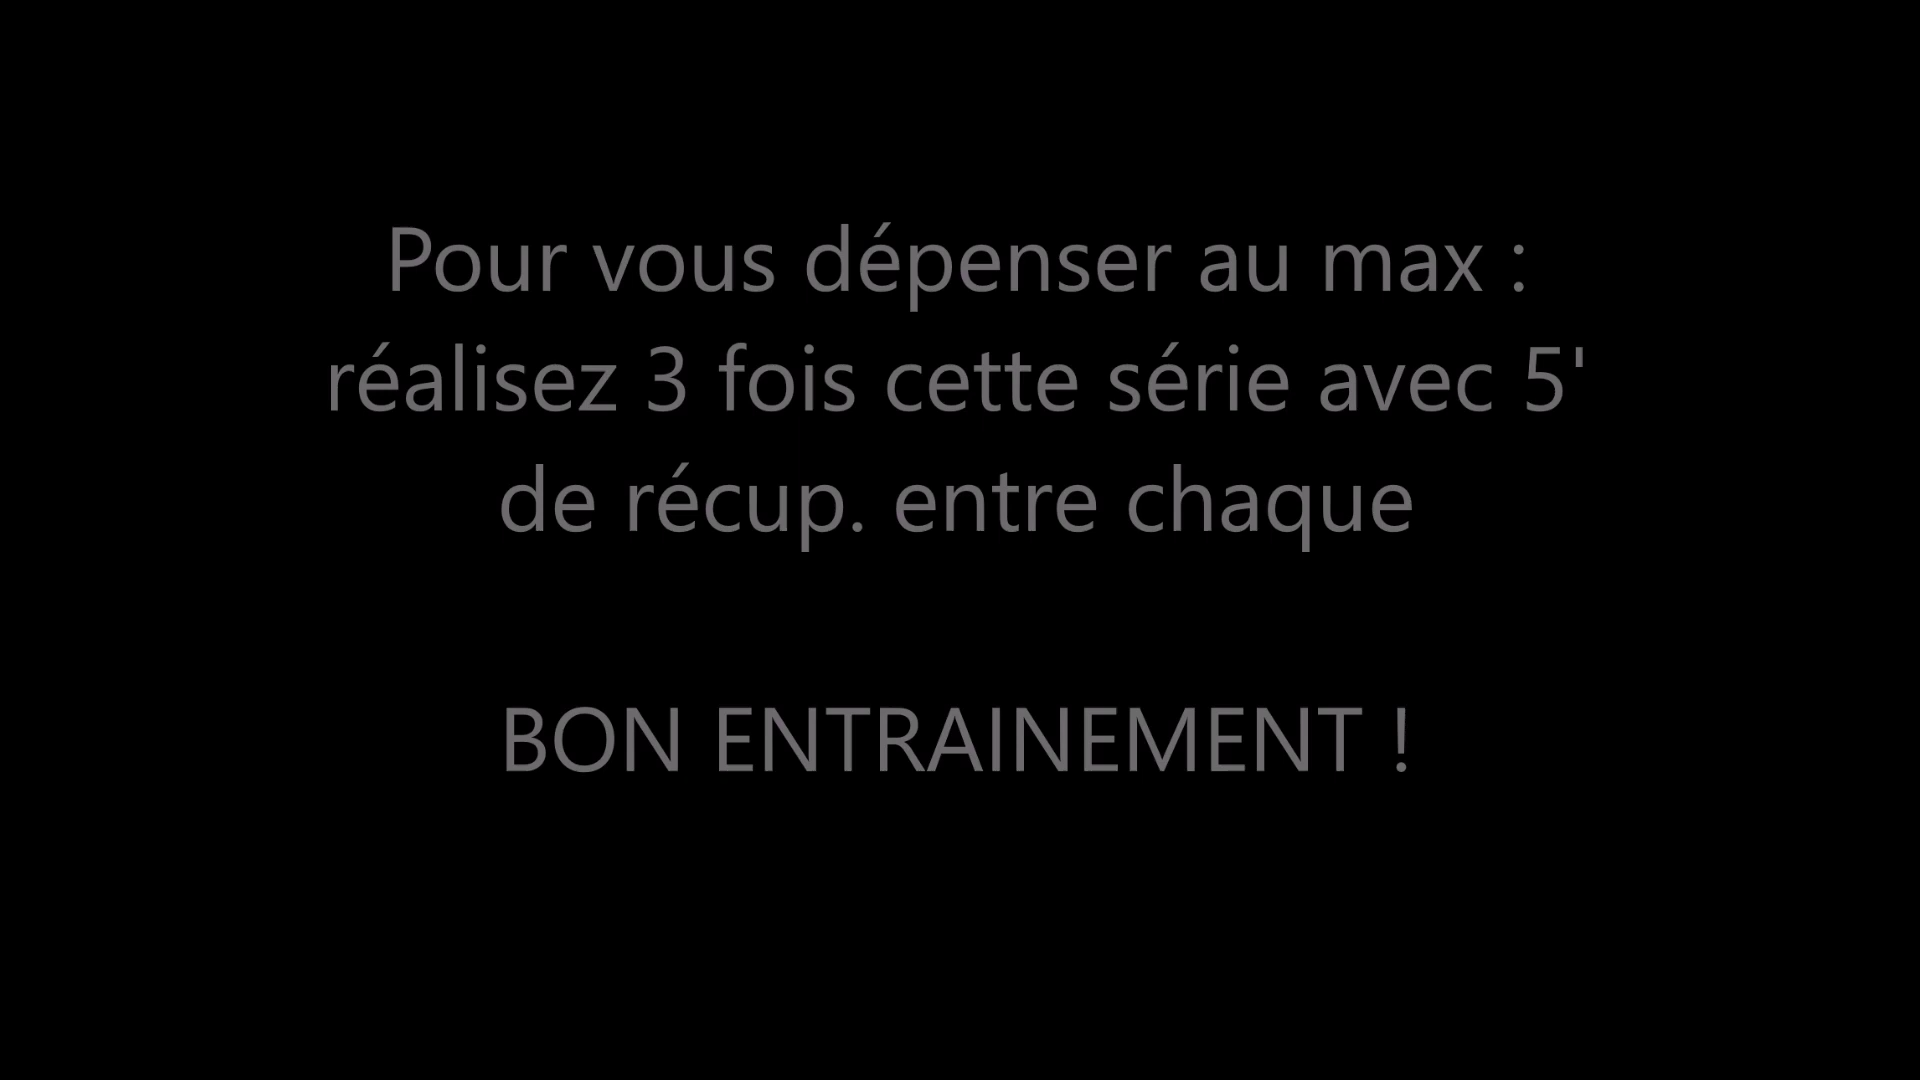 Pour vous dépenser au max :
réalisez 3 fois cette série avec 5'
de récup. entre chaque
BON ENTRAINEMENT !